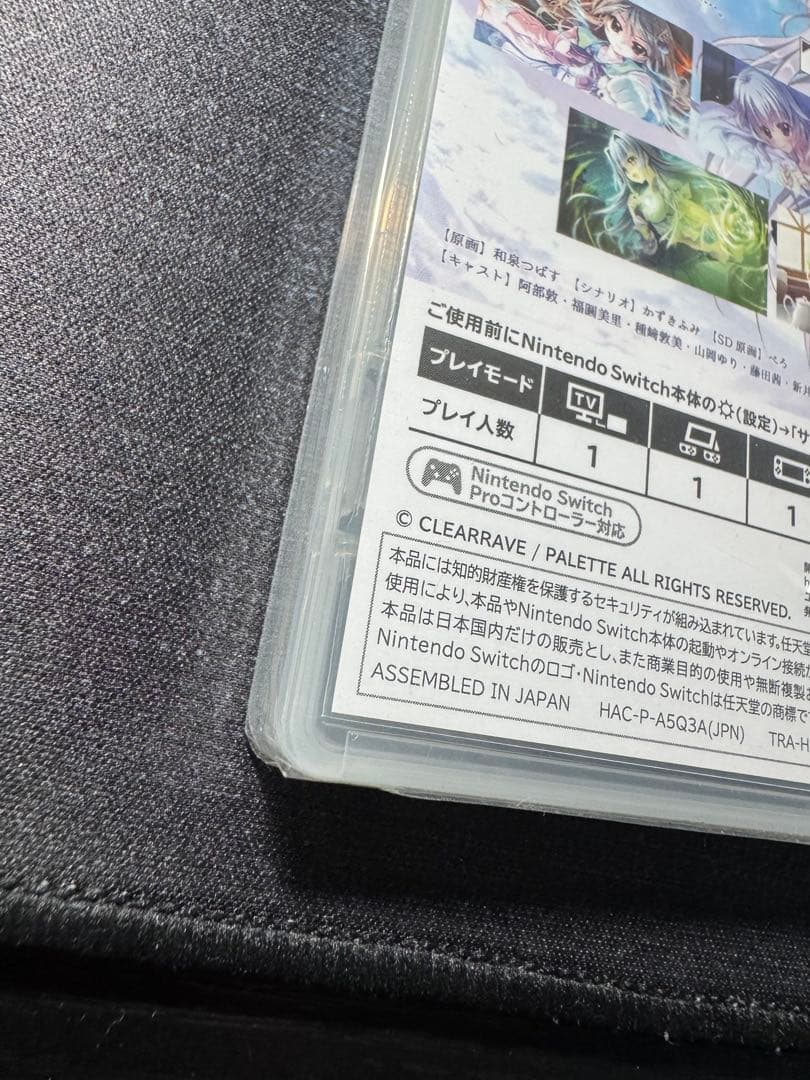 【原画】和泉つばす 【シナリオ】かずきふみ 【SD原画】ぺろ
【キャスト】阿部敦・福圓美里・種﨑敦美・山岡ゆり・藤田茜・新井
ご使用前にNintendo Switch本体の(設定)→「サ
プレイモード TV
プレイ人数 1 1 1
Nintendo Switch
Proコントローラー対応
© CLEARRAVE / PALETTE ALL RIGHTS RESERVED.
本品には知的財産権を保護するセキュリティが組み込まれています。任天堂
使用により、本品やNintendo Switch本体の起動やオンライン接続が
本品は日本国内だけの販売とし、また商業目的の使用や無断複製お
Nintendo Switchのロゴ・Nintendo Switchは任天堂の商標で
ASSEMBLED IN JAPAN HAC-P-A5Q3A(JPN) TRA-H